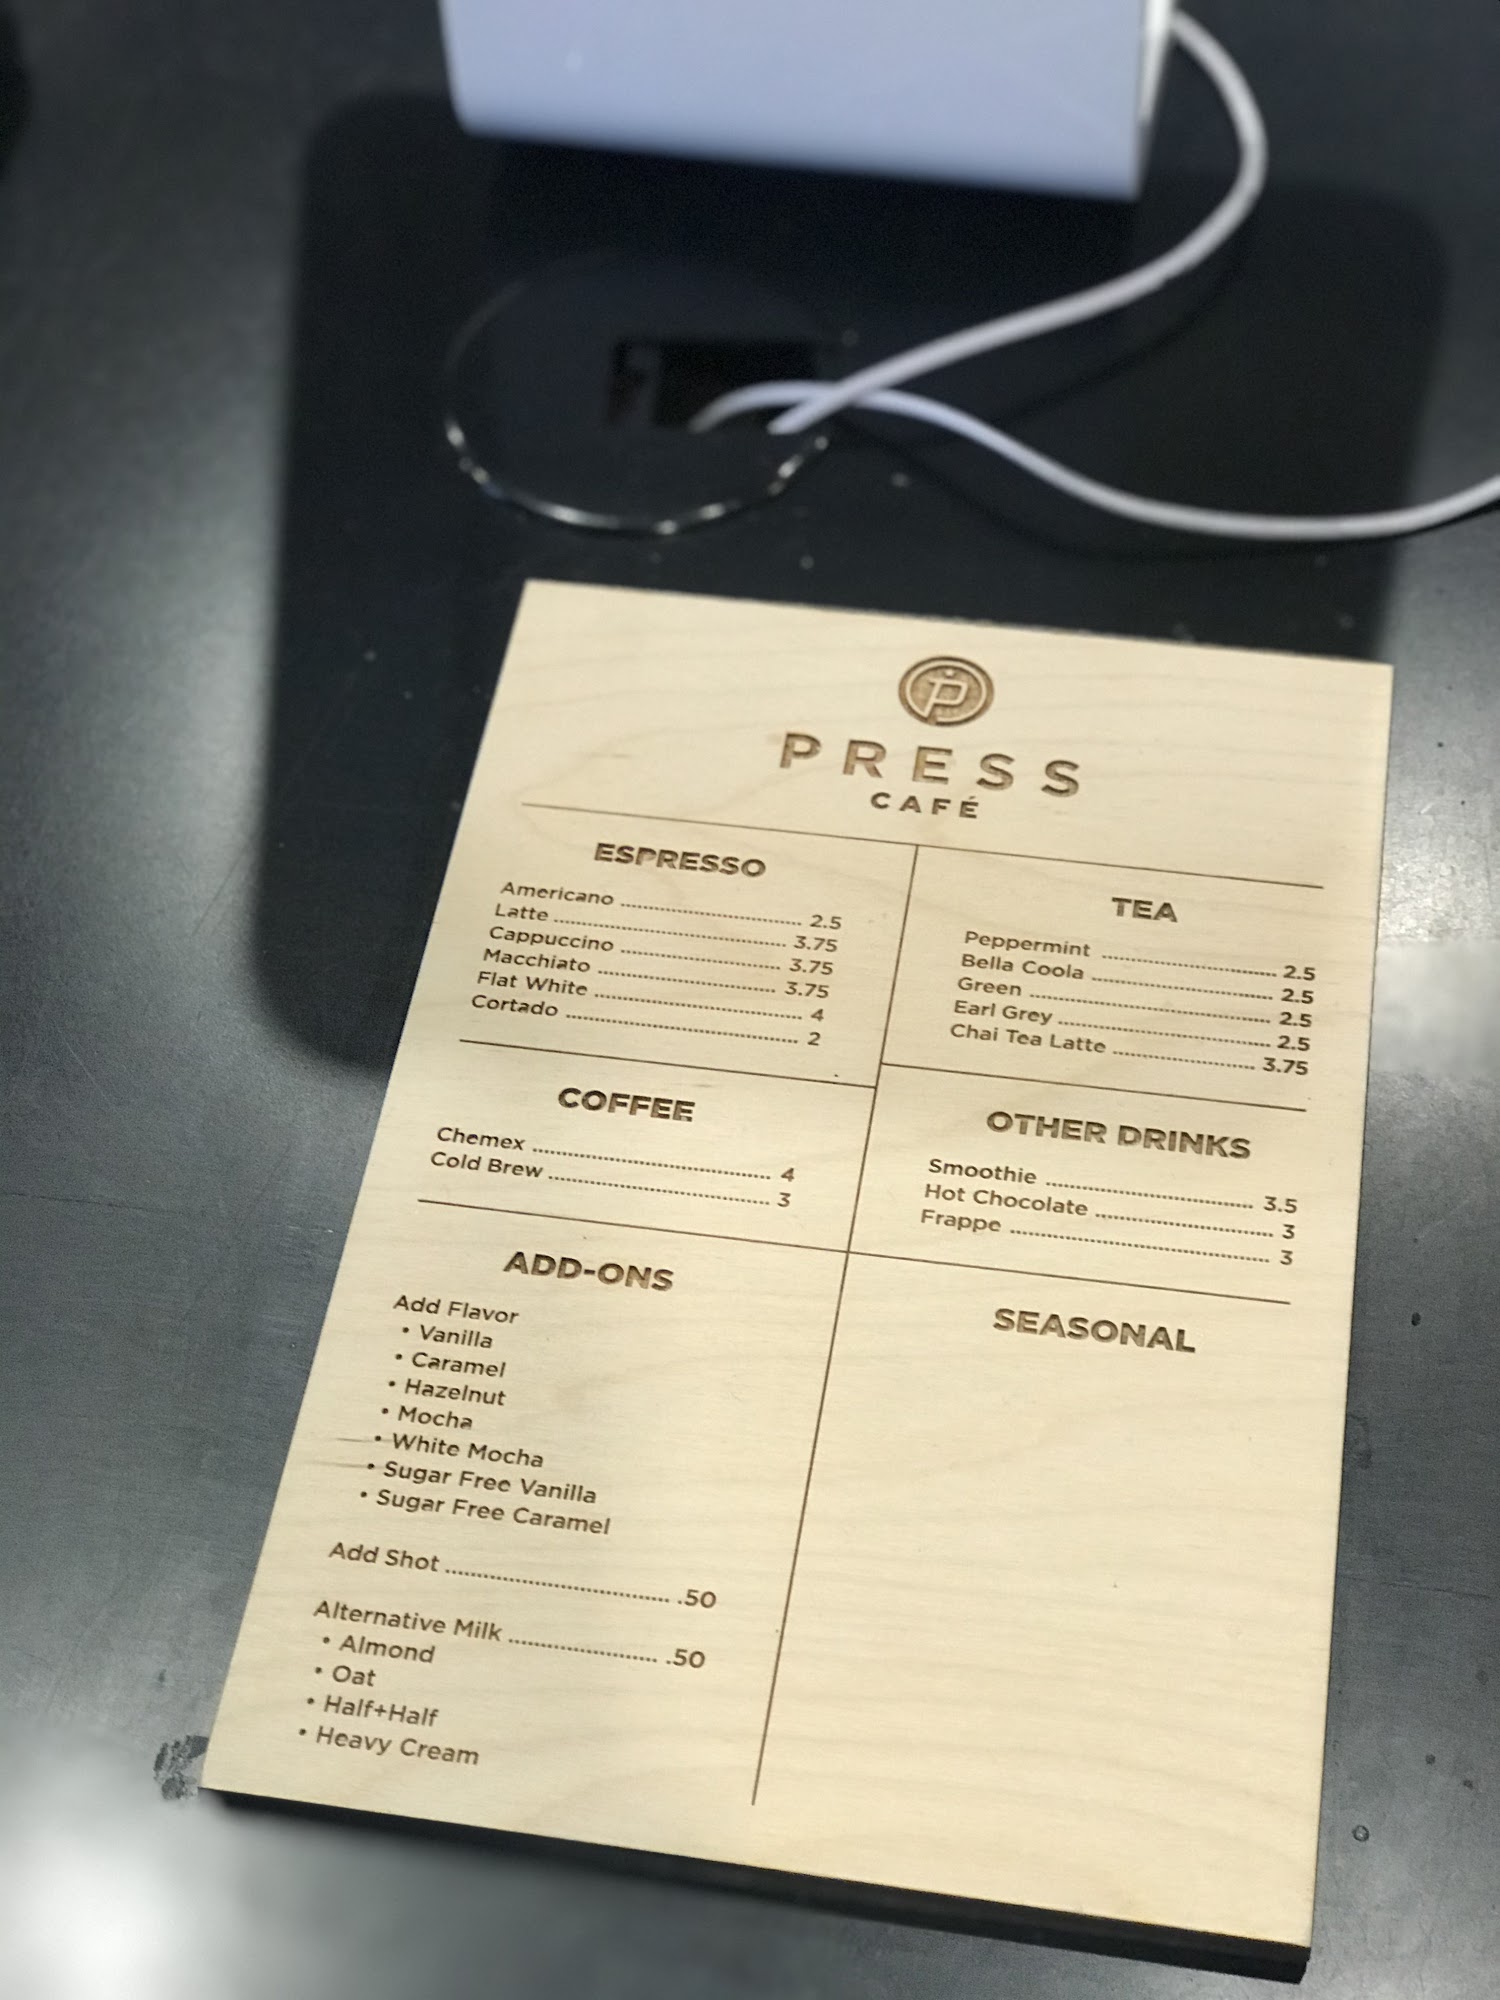 P
PRESS
CAFÉ
ESPRESSO
Americano ........ 2.5
Latte ........ 3.75
Cappuccino ........ 3.75
Macchiato ........ 3.75
Flat White ........ 4
Cortado ........ 2
COFFEE
Chemex ........ 4
Cold Brew ........ 3
ADD-ONS
Add Flavor
• Vanilla
• Caramel
• Hazelnut
• Mocha
• White Mocha
• Sugar Free Vanilla
• Sugar Free Caramel
Add Shot ........ .50
Alternative Milk ........ .50
• Almond
• Oat
• Half+Half
• Heavy Cream
TEA
Peppermint ........ 2.5
Bella Coola ........ 2.5
Green ........ 2.5
Earl Grey ........ 2.5
Chai Tea Latte ........ 3.75
OTHER DRINKS
Smoothie ........ 3.5
Hot Chocolate ........ 3
Frappe ........ 3
SEASONAL